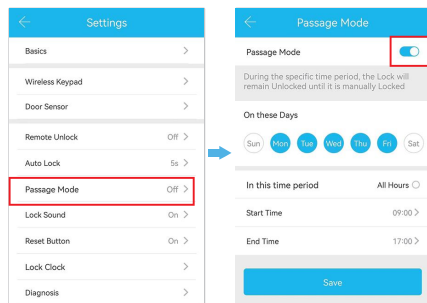 Settings
Basics
Wireless Keypad
Door Sensor
Remote Unlock Off
Auto Lock 5s
Passage Mode Off
Lock Sound On
Reset Button On
Lock Clock
Diagnosis
Passage Mode
Passage Mode
During the specific time period, the Lock will
remain Unlocked until it is manually Locked
On these Days
Sun Mon Tue Wed Thu Fri Sat
In this time period All Hours
Start Time 09:00
End Time 17:00
Save